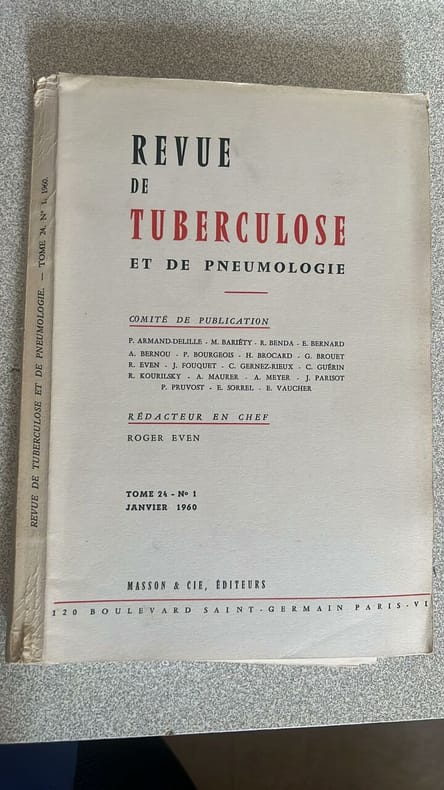 REVUE
DE
TUBERCULOSE
ET DE PNEUMOLOGIE
COMITÉ DE PUBLICATION
P. ARMAND-DELILLE - M. BARIÉTY - R. BENDA - E. BERNARD
A. BERNOU - P. BOURGEOIS - H. BROCARD - G. BROUET
R. EVEN - J. FOUQUET - C. GERNEZ-RIEUX - C. GUÉRIN
R. KOURILSKY - A. MAURER - A. MEYER - J. PARISOT
P. PRUVOST - E. SORREL - E. VAUCHER
RÉDACTEUR EN CHEF
ROGER EVEN
TOME 24 - Nº 1
JANVIER 1960
MASSON & CIE, ÉDITEURS
120 BOULEVARD SAINT-GERMAIN PARIS-VI
REVUE DE TUBERCULOSE ET DE PNEUMOLOGIE. — TOME 24. Nº 1. 1960.